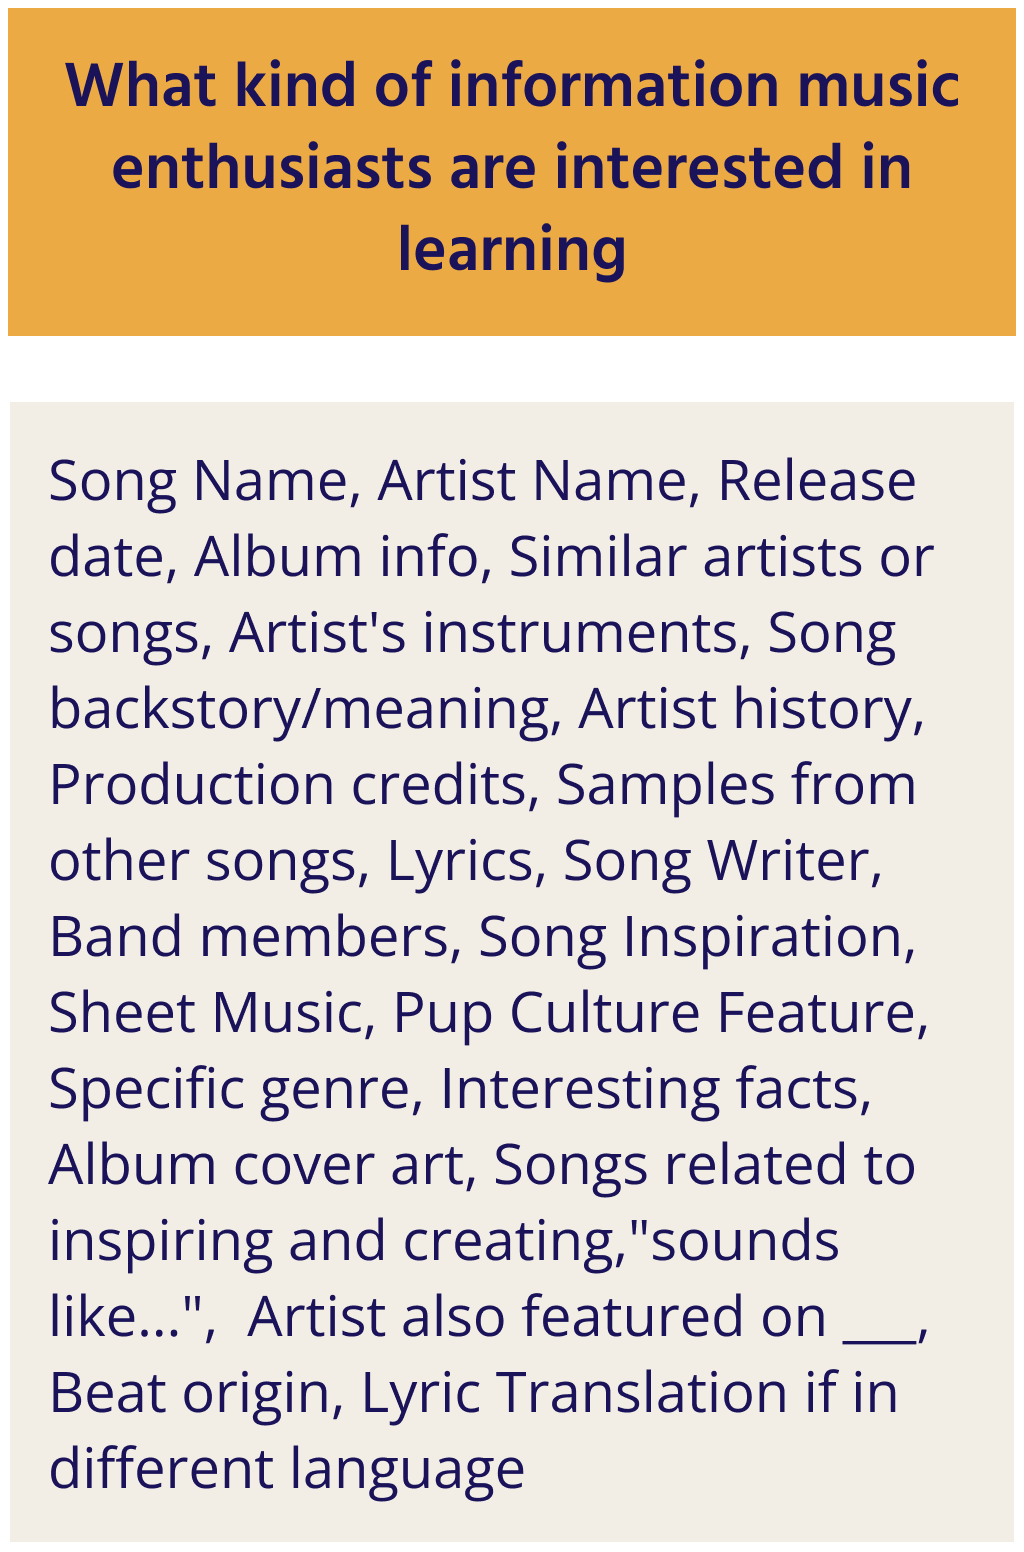 What kind of information music
enthusiasts are interested in
learning
Song Name, Artist Name, Release
date, Album info, Similar artists or
songs, Artist's instruments, Song
backstory/meaning, Artist history,
Production credits, Samples from
other songs, Lyrics, Song Writer,
Band members, Song Inspiration,
Sheet Music, Pup Culture Feature,
Specific genre, Interesting facts,
Album cover art, Songs related to
inspiring and creating,"sounds
like...",  Artist also featured on ___,
Beat origin, Lyric Translation if in
different language